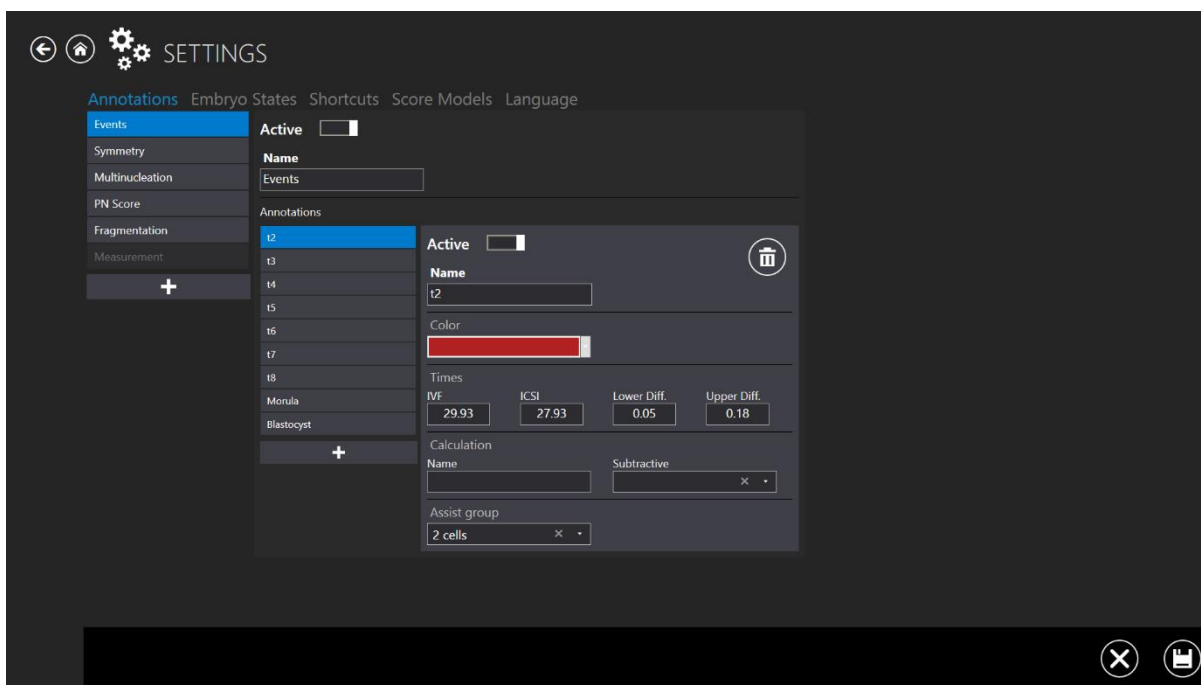 SETTINGS
Annotations Embryo States Shortcuts Score Models Language
Events
Symmetry
Multinucleation
PN Score
Fragmentation
Measurement
Active
Name
Events
Annotations
t2
t3
t4
t5
t6
t7
t8
Morula
Blastocyst
Active
Name
t2
Color
Times
IVF ICSI Lower Diff. Upper Diff.
29.93 27.93 0.05 0.18
Calculation
Name Subtractive
Assist group
2 cells